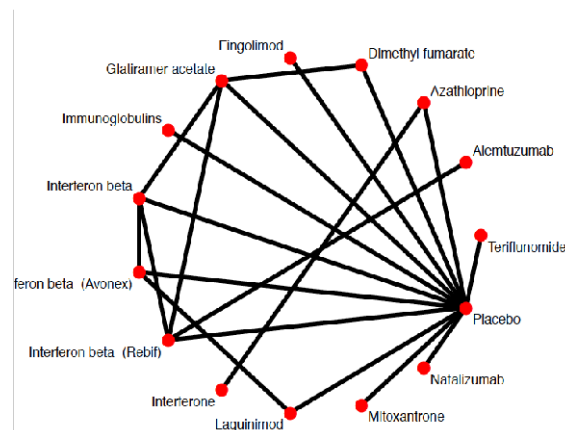 Fingolimod
Dimethyl fumarate
Glatiramer acetate
Azathioprine
Immunoglobulins
Alemtuzumab
Interferon beta
Teriflunomide
feron beta (Avonex)
Placebo
Interferon beta (Rebif)
Natalizumab
Interferone
Mitoxantrone
Laquinimod